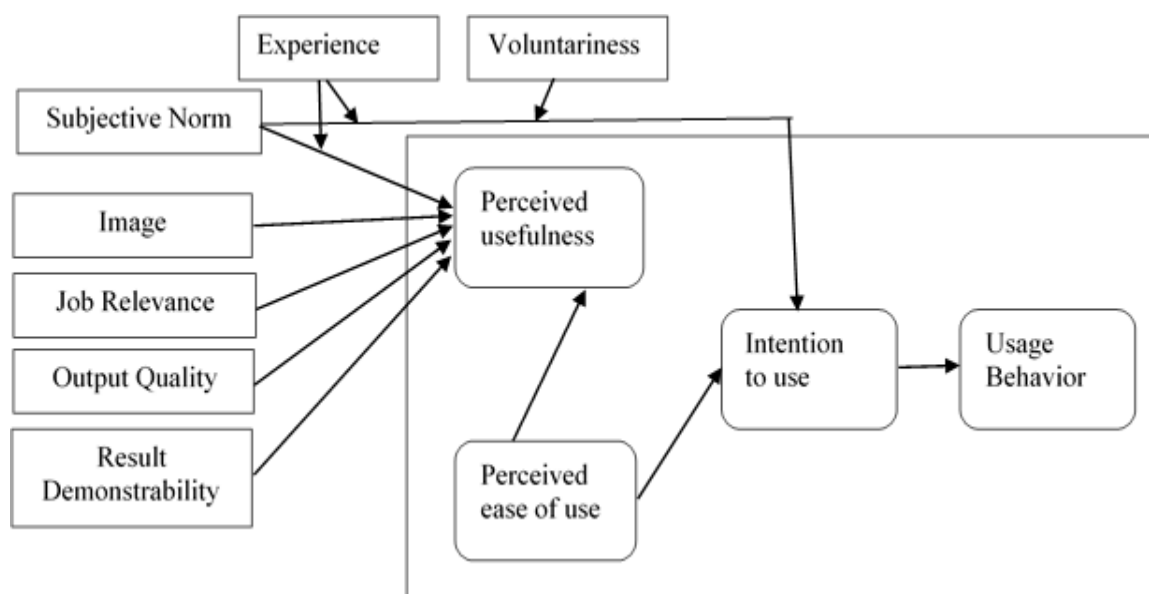 Experience
Voluntariness
Subjective Norm
Perceived
usefulness
Image
Job Relevance
Intention
to use
Usage
Behavior
Output Quality
Result
Demonstrability
Perceived
ease of use